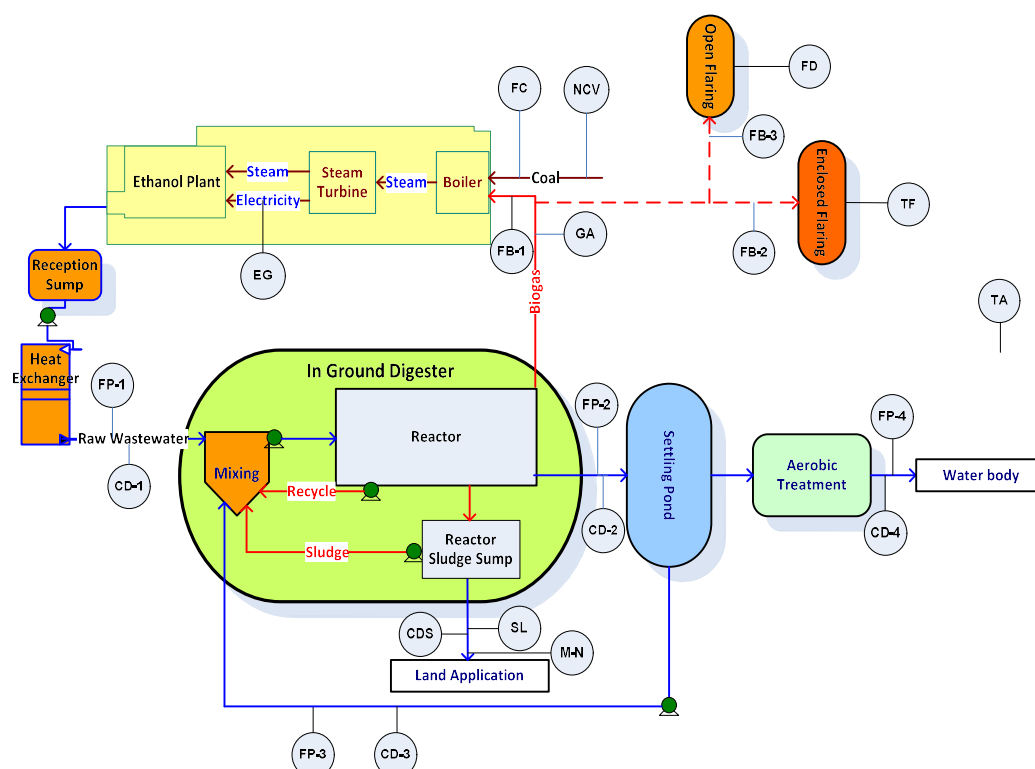 Open Flaring
FD
FC
NCV
FB-3
Enclosed Flaring
TF
Ethanol Plant
Steam
Electricity
Steam
Turbine
Steam
Boiler
Coal
FB-1
GA
FB-2
EG
Reception
Sump
Biogas
TA
Heat
Exchanger
FP-1
Raw Wastewater
CD-1
In Ground Digester
Mixing
Reactor
Recycle
Sludge
Reactor
Sludge Sump
FP-2
CD-2
Settling Pond
Aerobic
Treatment
FP-4
CD-4
Water body
CDS
SL
M-N
Land Application
FP-3
CD-3